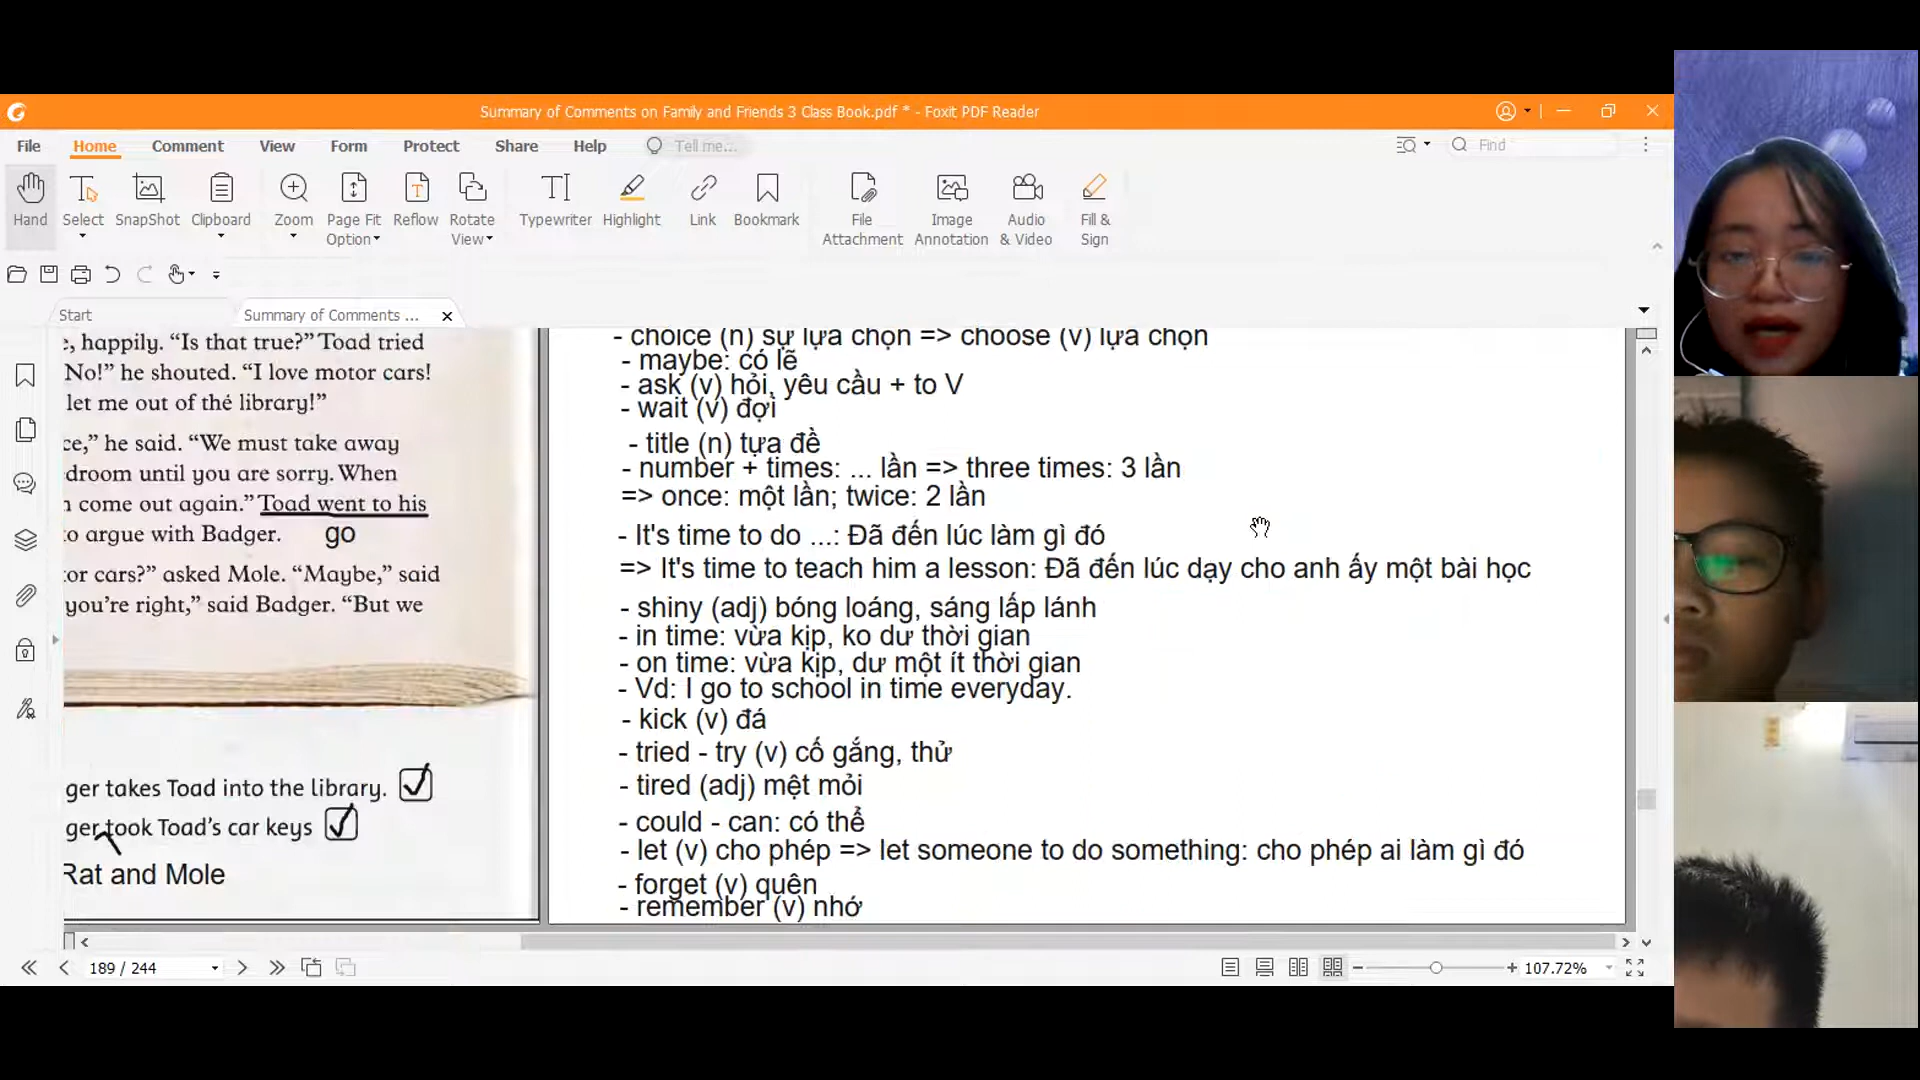 Summary of Comments on Family and Friends 3 Class Book.pdf * - Foxit PDF Reader
File Home Comment View Form Protect Share Help Tell me... Find
Hand Select SnapShot Clipboard Zoom Page Fit Option Reflow Rotate View Typewriter Highlight Link Bookmark File Attachment Image Annotation Audio & Video Fill & Sign
Start Summary of Comments ...
e, happily. “Is that true?” Toad tried
No!” he shouted. “I love motor cars!
let me out of the library!”
ce,” he said. “We must take away
droom until you are sorry. When
n come out again.” Toad went to his
to argue with Badger. go
or cars?” asked Mole. “Maybe,” said
you’re right,” said Badger. “But we
ger takes Toad into the library.
ger took Toad’s car keys
Rat and Mole
- choice (n) sự lựa chọn => choose (v) lựa chọn
- maybe: có lẽ
- ask (v) hỏi, yêu cầu + to V
- wait (v) đợi
- title (n) tựa đề
- number + times: ... lần => three times: 3 lần
=> once: một lần; twice: 2 lần
- It's time to do ...: Đã đến lúc làm gì đó
=> It's time to teach him a lesson: Đã đến lúc dạy cho anh ấy một bài học
- shiny (adj) bóng loáng, sáng lấp lánh
- in time: vừa kịp, ko dư thời gian
- on time: vừa kịp, dư một ít thời gian
- Vd: I go to school in time everyday.
- kick (v) đá
- tried - try (v) cố gắng, thử
- tired (adj) mệt mỏi
- could - can: có thể
- let (v) cho phép => let someone to do something: cho phép ai làm gì đó
- forget (v) quên
- remember (v) nhớ
189 / 244
107.72%